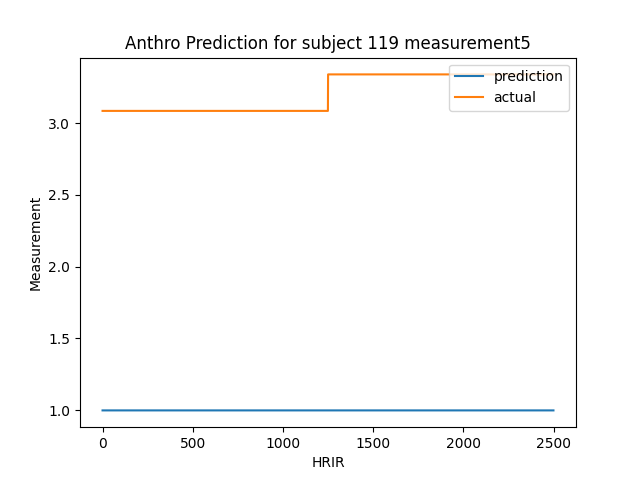 Anthro Prediction for subject 119 measurement5
prediction
actual
3.0
2.5
2.0
1.5
1.0
Measurement
0 500 1000 1500 2000 2500
HRIR